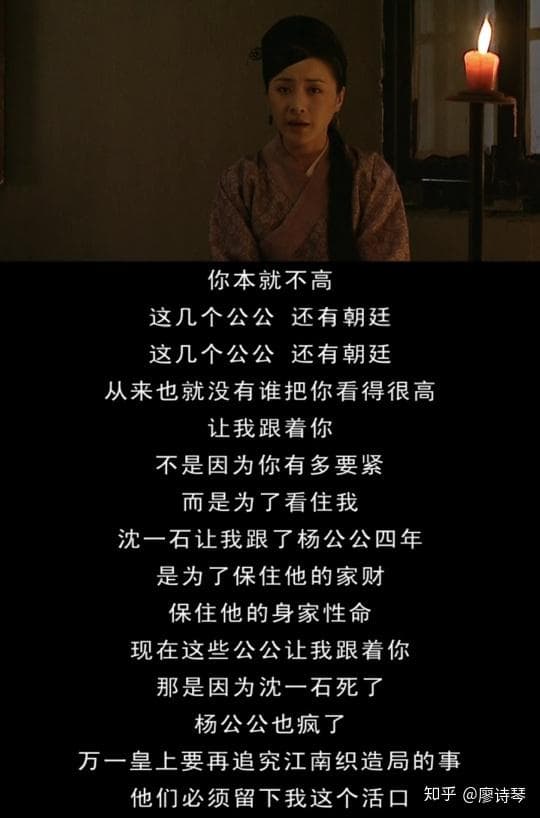 你本就不高
这几个公公 还有朝廷
这几个公公 还有朝廷
从来也就没有谁把你看得很高
让我跟着你
不是因为你有多要紧
而是为了看住我
沈一石让我跟了杨公公四年
是为了保住他的家财
保住他的身家性命
现在这些公公让我跟着你
那是因为沈一石死了
杨公公也疯了
万一皇上要再追究江南织造局的事
他们必须留下我这个活口
知乎 @廖诗琴